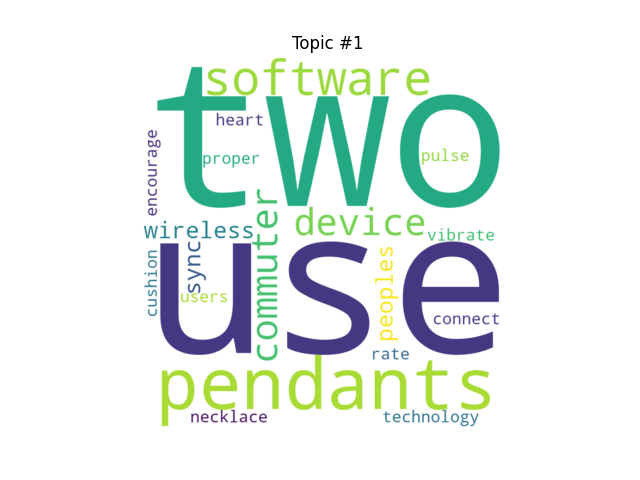 Topic #1
software
two
heart
encourage
proper
pulse
wireless
device
vibrate
commuter
sync
cushion
users
use
peoples
connect
rate
pendants
necklace
technology